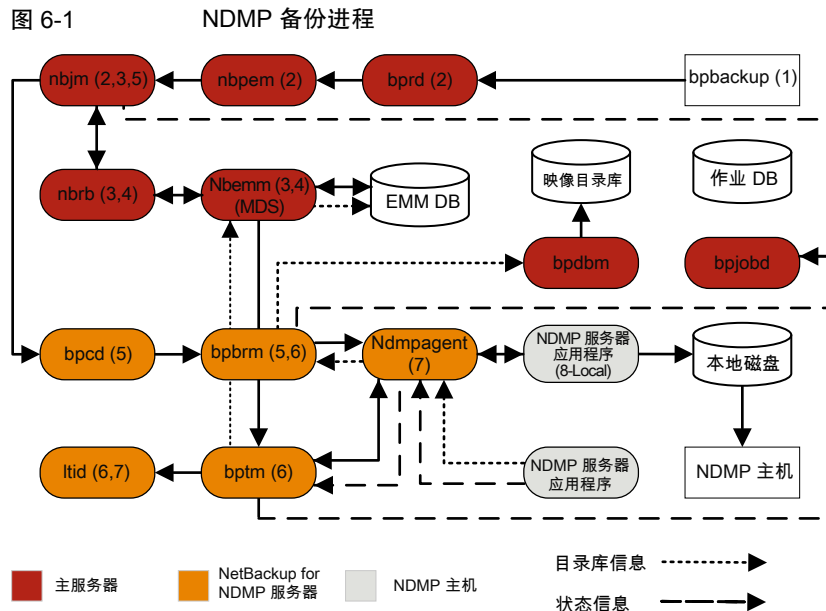 图 6-1 NDMP 备份进程
nbjm (2,3,5)
nbpem (2)
bprd (2)
bpbackup (1)
nbrb (3,4)
Nbemm (3,4)
(MDS)
EMM DB
映像目录库
作业 DB
bpdbm
bpjobd
bpcd (5)
bpbrm (5,6)
Ndmpagent
(7)
NDMP 服务器
应用程序
(8-Local)
本地磁盘
ltid (6,7)
bptm (6)
NDMP 服务器
应用程序
NDMP 主机
主服务器
NetBackup for
NDMP 服务器
NDMP 主机
目录库信息
状态信息